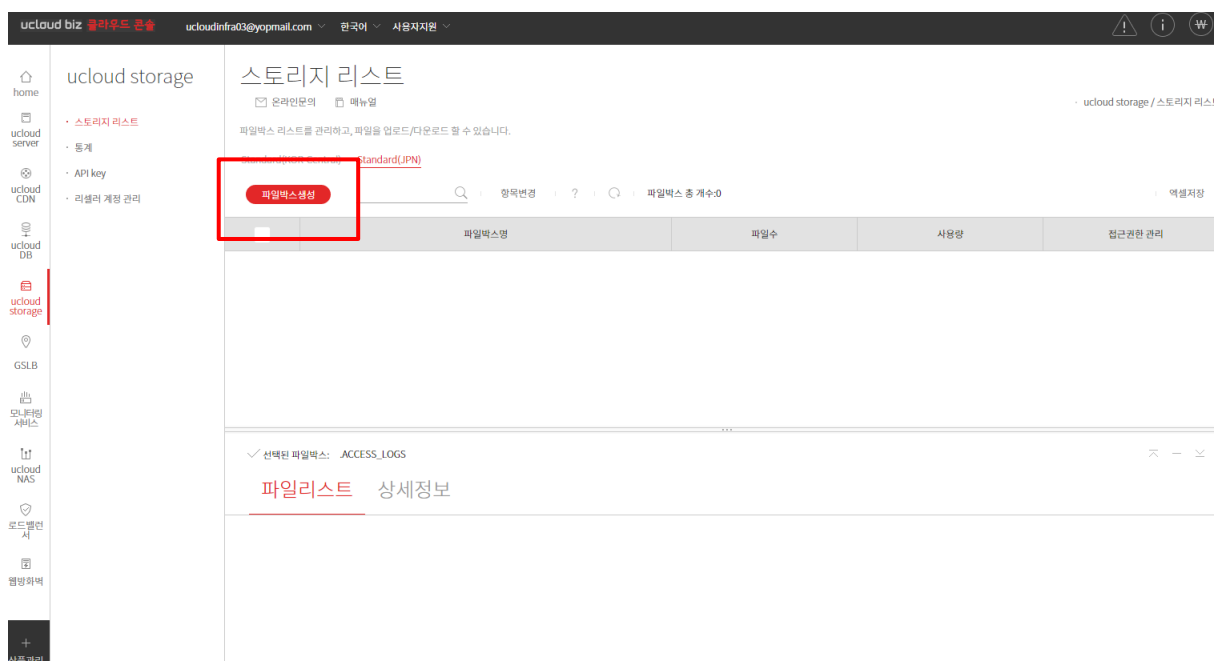 ucloud biz 클라우드 콘솔 ucloudinfra03@yopmail.com 한국어 사용자지원
home
ucloud server
ucloud CDN
ucloud DB
ucloud storage
GSLB
모니터링 서비스
ucloud NAS
로드밸런서
웹방화벽
+
상품관리
ucloud storage
· 스토리지 리스트
· 통계
· API key
· 리셀러 계정 관리
스토리지 리스트
온라인문의 매뉴얼
· ucloud storage / 스토리지 리스
파일박스 리스트를 관리하고, 파일을 업로드/다운로드 할 수 있습니다.
Standard(KOR-Central) Standard(JPN)
파일박스생성 항목변경 ? 파일박스 총 개수:0 엑셀저장
파일박스명 파일수 사용량 접근권한 관리
선택된 파일박스: .ACCESS_LOGS
파일리스트 상세정보